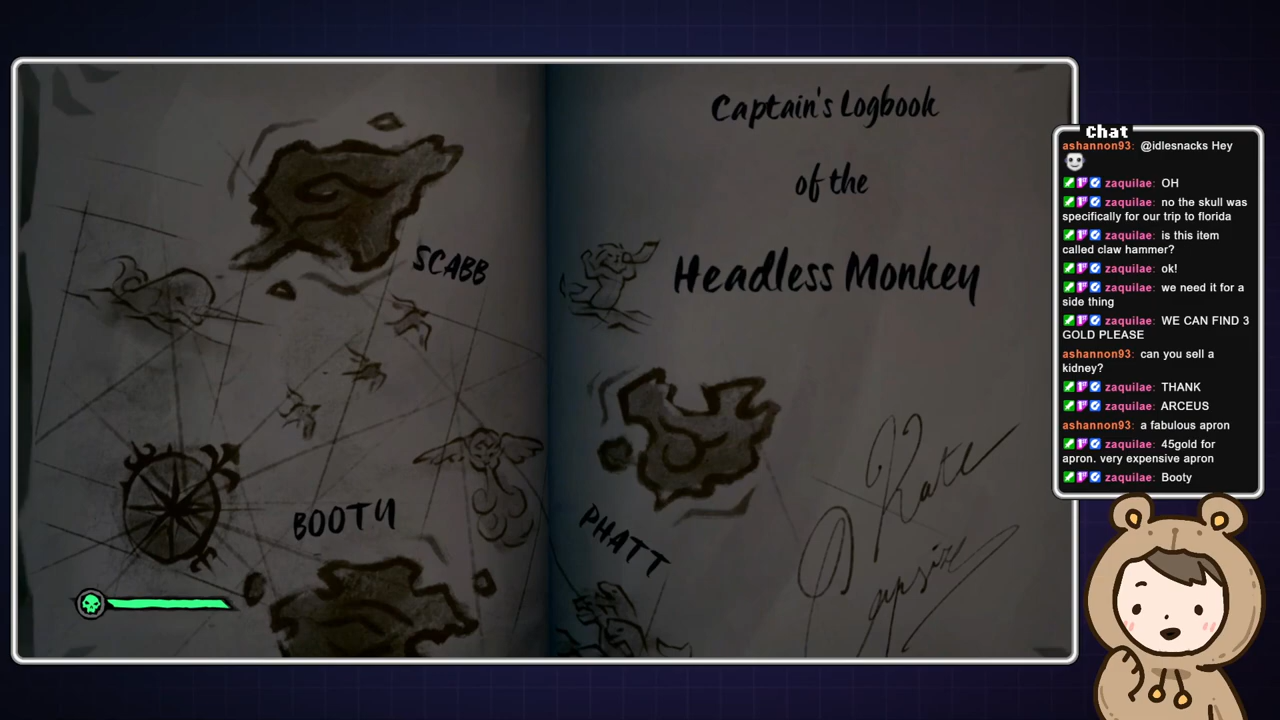 Captain's Logbook
of the
Headless Monkey
SCABB
BOOTY
PHATT
Kate
Capsize
Chat
ashannon93: @idlesnacks Hey
zaquilae: OH
zaquilae: no the skull was
specifically for our trip to florida
zaquilae: is this item
called claw hammer?
zaquilae: ok!
zaquilae: we need it for a
side thing
zaquilae: WE CAN FIND 3
GOLD PLEASE
ashannon93: can you sell a
kidney?
zaquilae: THANK
zaquilae: ARCEUS
ashannon93: a fabulous apron
zaquilae: 45gold for
apron. very expensive apron
zaquilae: Booty